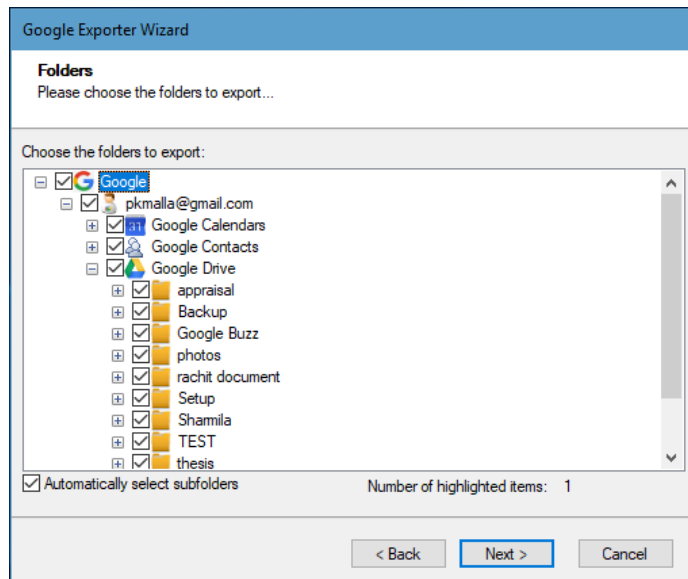 Google Exporter Wizard
Folders
Please choose the folders to export...
Choose the folders to export:
Google
pkmalla@gmail.com
31 Google Calendars
Google Contacts
Google Drive
appraisal
Backup
Google Buzz
photos
rachit document
Setup
Sharmila
TEST
thesis
Automatically select subfolders Number of highlighted items: 1
< Back Next > Cancel